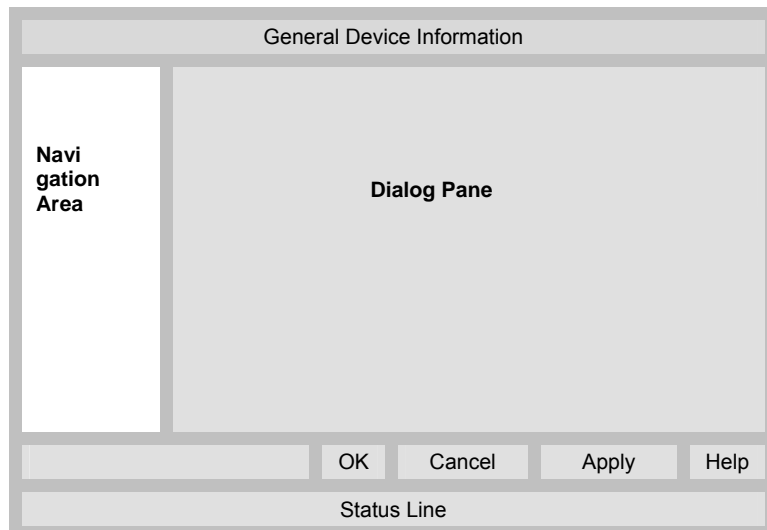 General Device Information
Navi
gation
Area
Dialog Pane
OK Cancel Apply Help
Status Line